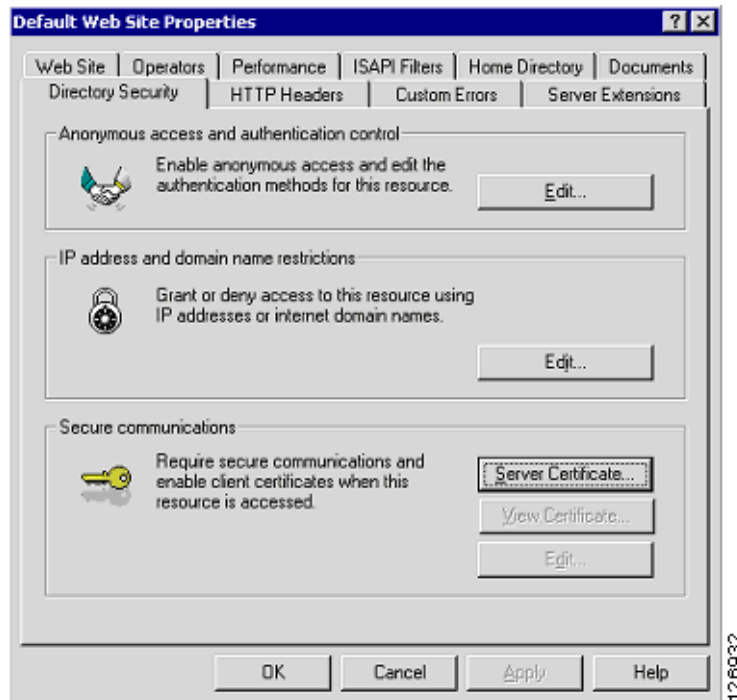 Default Web Site Properties
Web Site
Operators
Performance
ISAPI Filters
Home Directory
Documents
Directory Security
HTTP Headers
Custom Errors
Server Extensions
Anonymous access and authentication control
Enable anonymous access and edit the
authentication methods for this resource.
Edit...
IP address and domain name restrictions
Grant or deny access to this resource using
IP addresses or internet domain names.
Edit...
Secure communications
Require secure communications and
enable client certificates when this
resource is accessed.
Server Certificate...
View Certificate...
Edit...
OK
Cancel
Apply
Help
126932